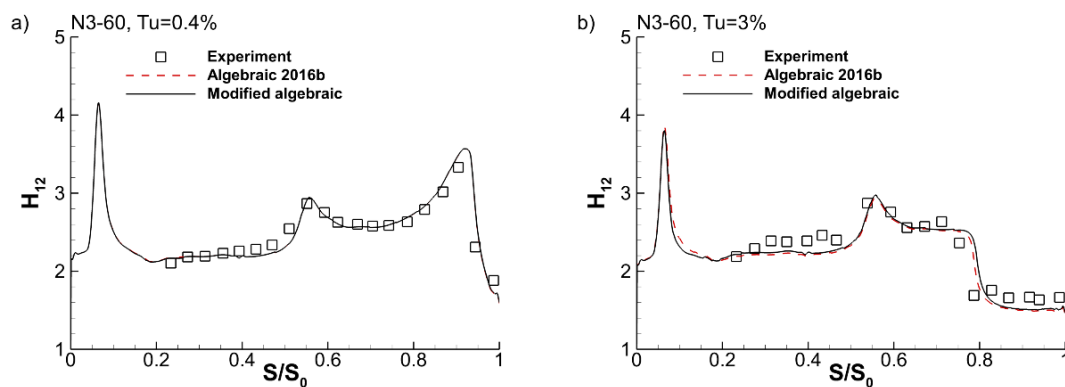 a) N3-60, Tu=0.4%
5
4
3
2
1
H12
Experiment
Algebraic 2016b
Modified algebraic
0 0.2 0.4 0.6 0.8 1
S/S0
b) N3-60, Tu=3%
5
4
3
2
1
H12
Experiment
Algebraic 2016b
Modified algebraic
0 0.2 0.4 0.6 0.8 1
S/S0